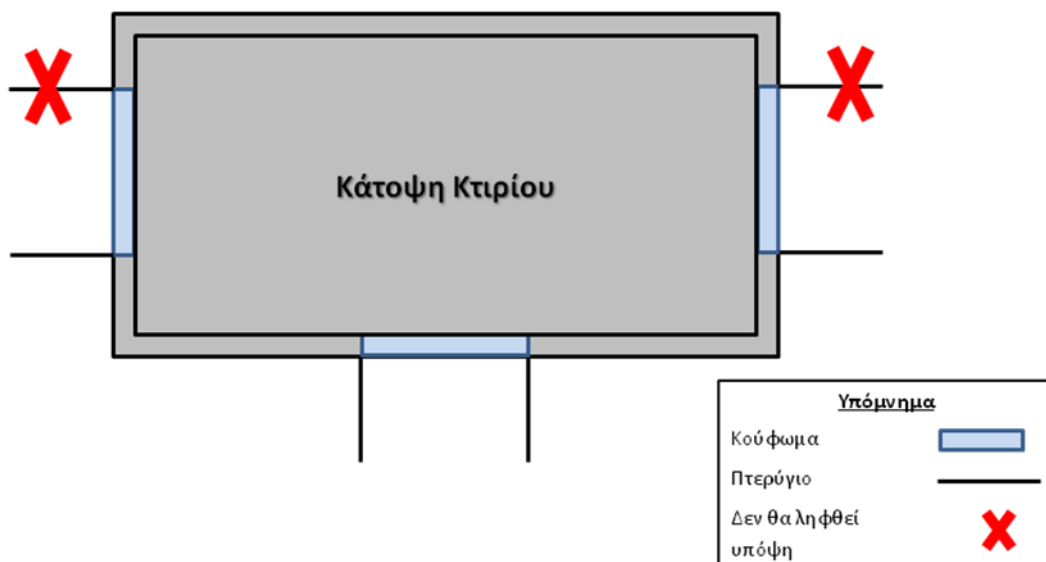 Κάτοψη Κτιρίου
Υπόμνημα
Κούφωμα
Πτερύγιο
Δεν θα ληφθεί
υπόψη